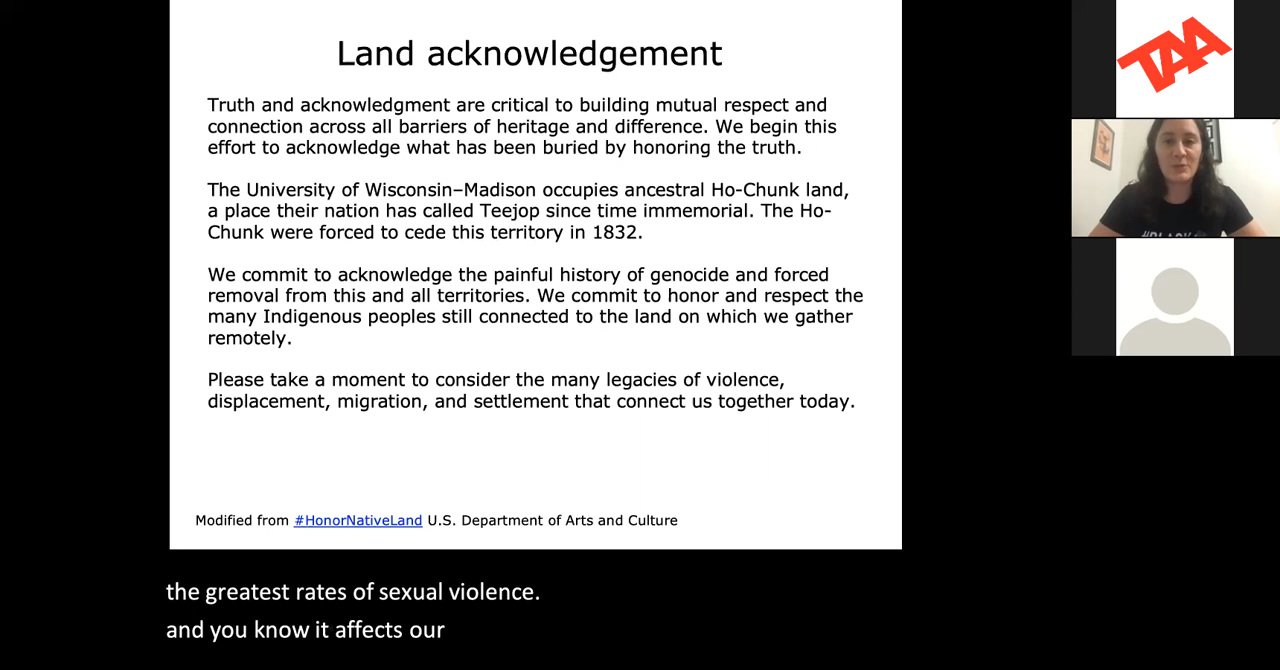 Land acknowledgement
Truth and acknowledgment are critical to building mutual respect and
connection across all barriers of heritage and difference. We begin this
effort to acknowledge what has been buried by honoring the truth.
The University of Wisconsin–Madison occupies ancestral Ho-Chunk land,
a place their nation has called Teejop since time immemorial. The Ho-
Chunk were forced to cede this territory in 1832.
We commit to acknowledge the painful history of genocide and forced
removal from this and all territories. We commit to honor and respect the
many Indigenous peoples still connected to the land on which we gather
remotely.
Please take a moment to consider the many legacies of violence,
displacement, migration, and settlement that connect us together today.
Modified from #HonorNativeLand U.S. Department of Arts and Culture
TAA
the greatest rates of sexual violence.
and you know it affects our